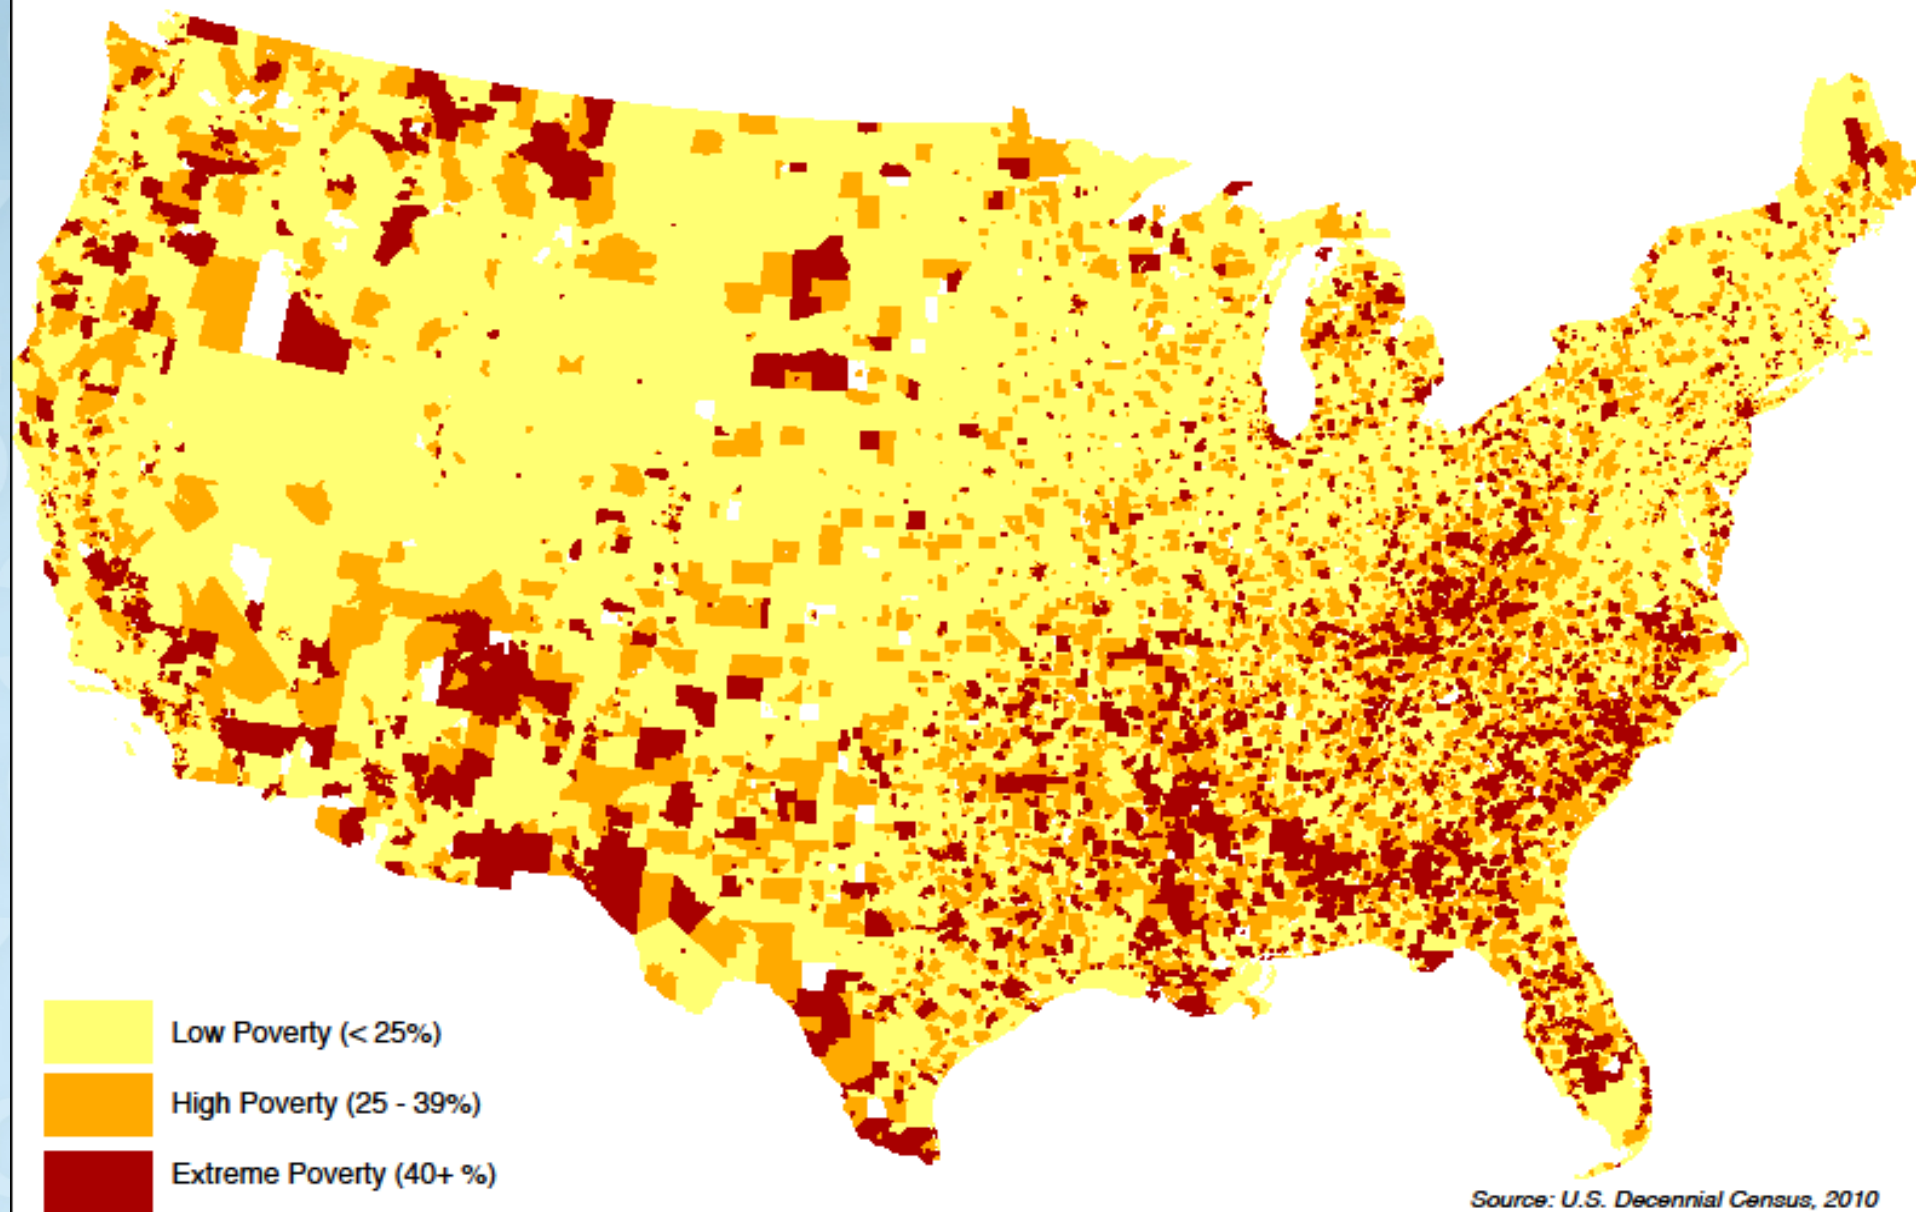 Low Poverty (< 25%)
High Poverty (25 - 39%)
Extreme Poverty (40+ %)
Source: U.S. Decennial Census, 2010